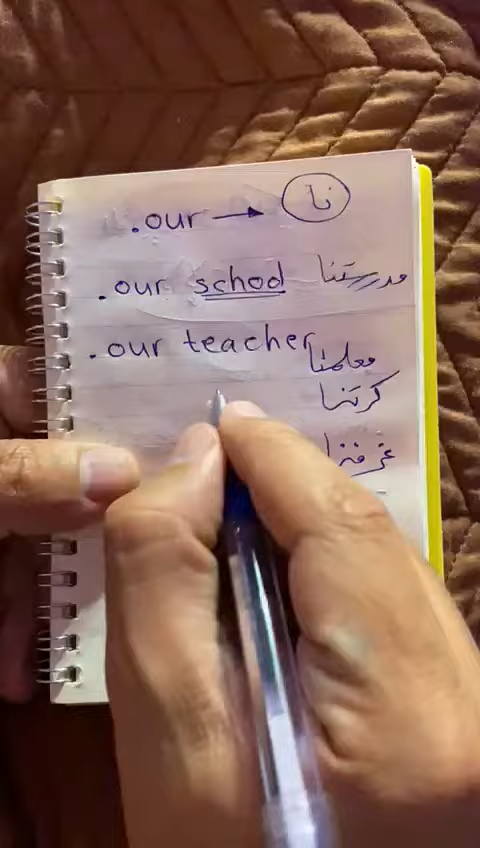 .our → نا
.our school مدرستنا
.our teacher معلمنا
كرتنا
غرفتنا